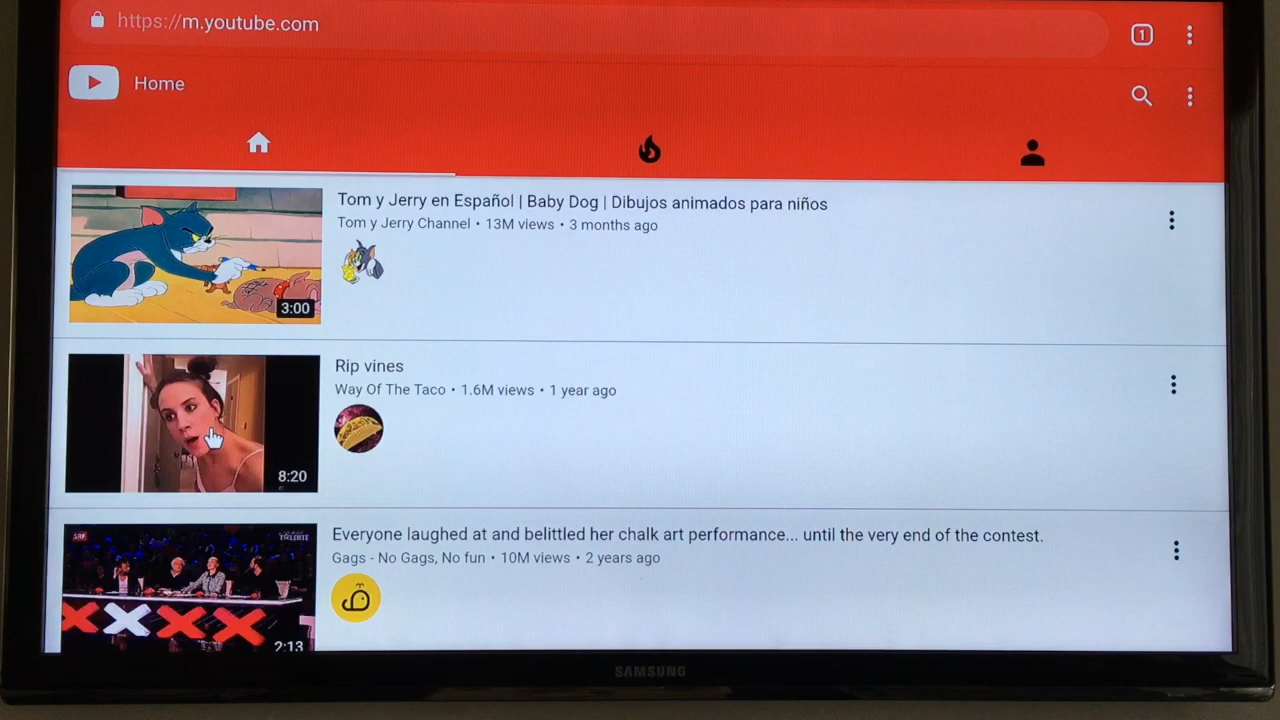 https://m.youtube.com
1
Home
Tom y Jerry en Español | Baby Dog | Dibujos animados para niños
Tom y Jerry Channel • 13M views • 3 months ago
3:00
Rip vines
Way Of The Taco • 1.6M views • 1 year ago
8:20
SRF
TALENTE
Everyone laughed at and belittled her chalk art performance... until the very end of the contest.
Gags - No Gags, No fun • 10M views • 2 years ago
X X X X
2:13
SAMSUNG